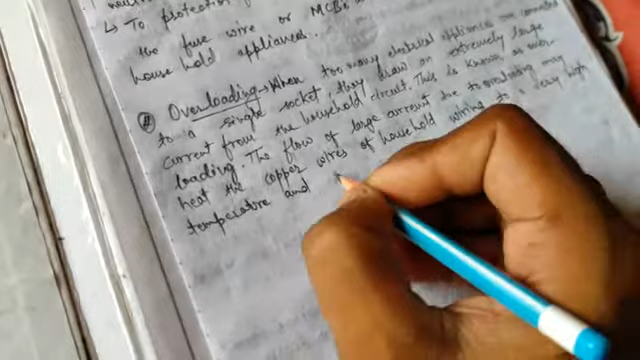 ↳ To protection of
the fuse wire or MCB's
house hold appliances.
# Overloading → When too many electrical appliances are connected
to a single socket, they draw an extremely large
current from the household circuit. This is known as over
loading. The flow of large current due to overloading may
heat the copper wires of household wiring to a very high
temperature and